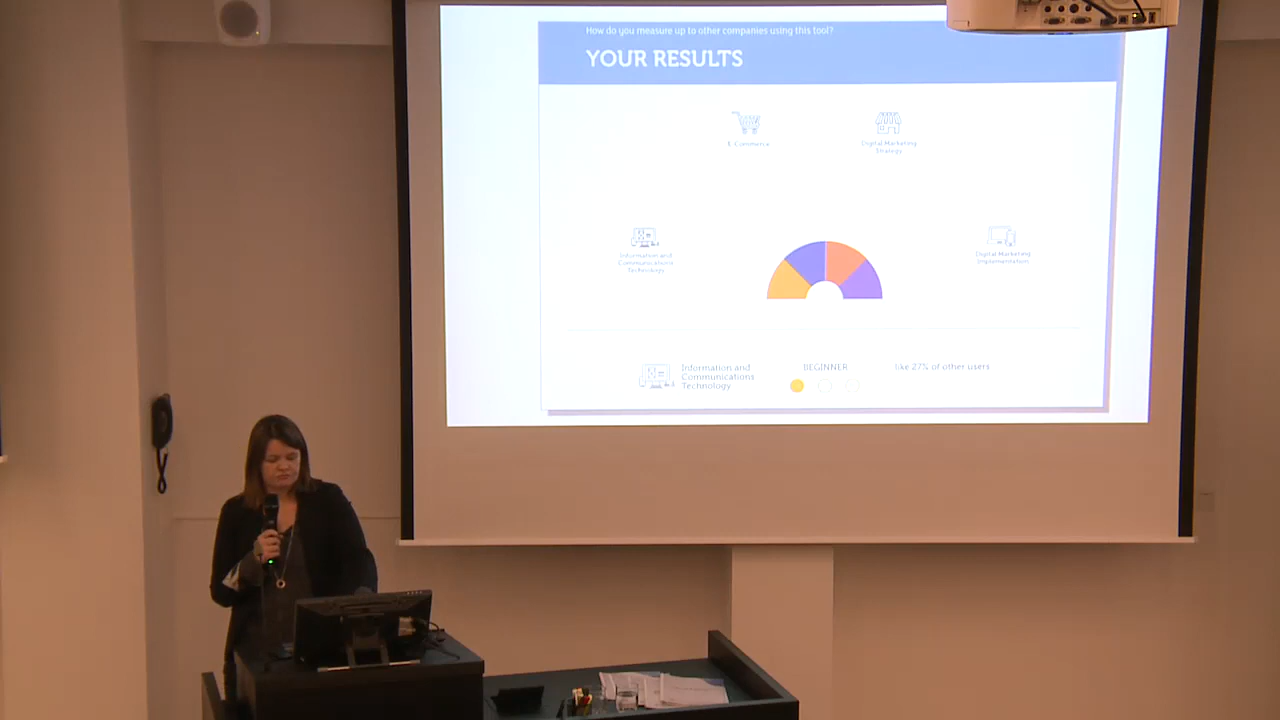 How do you measure up to other companies using this tool?
YOUR RESULTS
E-Commerce
Digital Marketing
Strategy
Information and
Communications
Technology
Digital Marketing
Implementation
Information and
Communications
Technology
BEGINNER
like 27% of other users